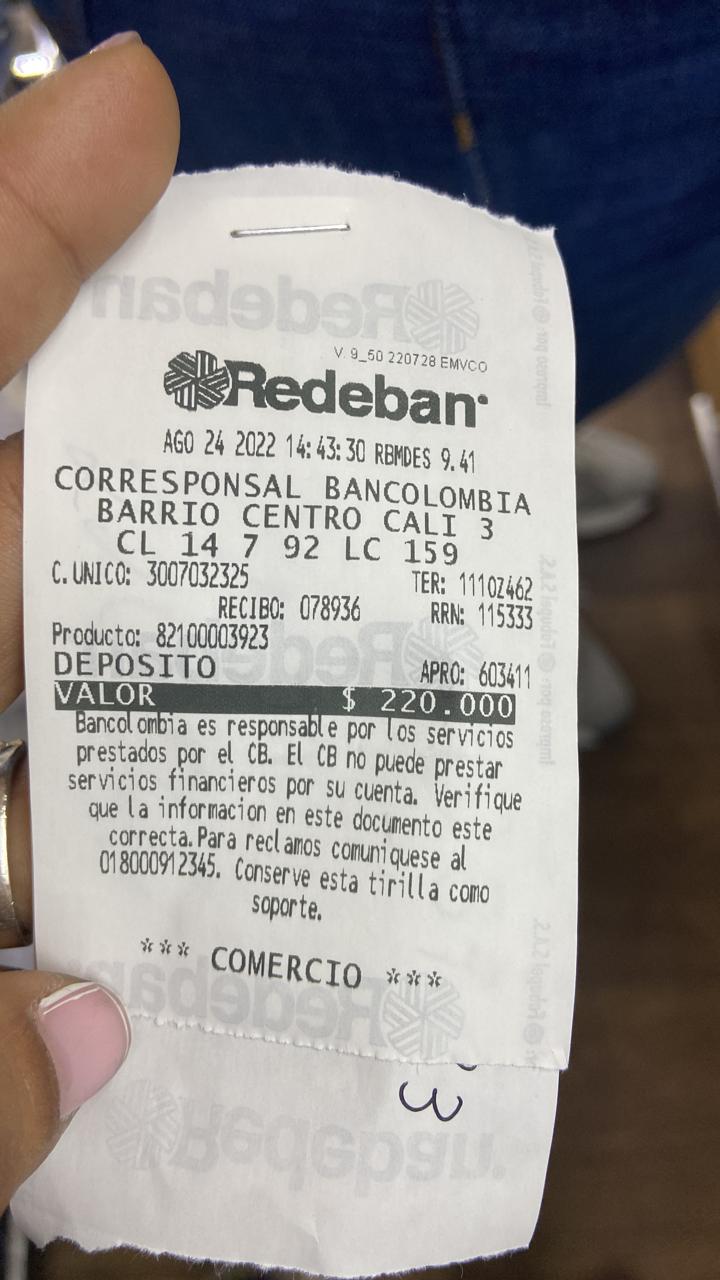 V. 9_50 220728 EMVCO
Redeban
AGO 24 2022 14:43:30 RBMDES 9.41
CORRESPONSAL BANCOLOMBIA
BARRIO CENTRO CALI 3
CL 14 7 92 LC 159
C.UNICO: 3007032325 TER: 1110Z462
RECIBO: 078936 RRN: 115333
Producto: 82100003923
DEPOSITO APRO: 603411
VALOR $ 220.000
Bancolombia es responsable por los servicios
prestados por el CB. El CB no puede prestar
servicios financieros por su cuenta. Verifique
que la informacion en este documento este
correcta.Para reclamos comuniquese al
018000912345. Conserve esta tirilla como
soporte.
*** COMERCIO ***
3